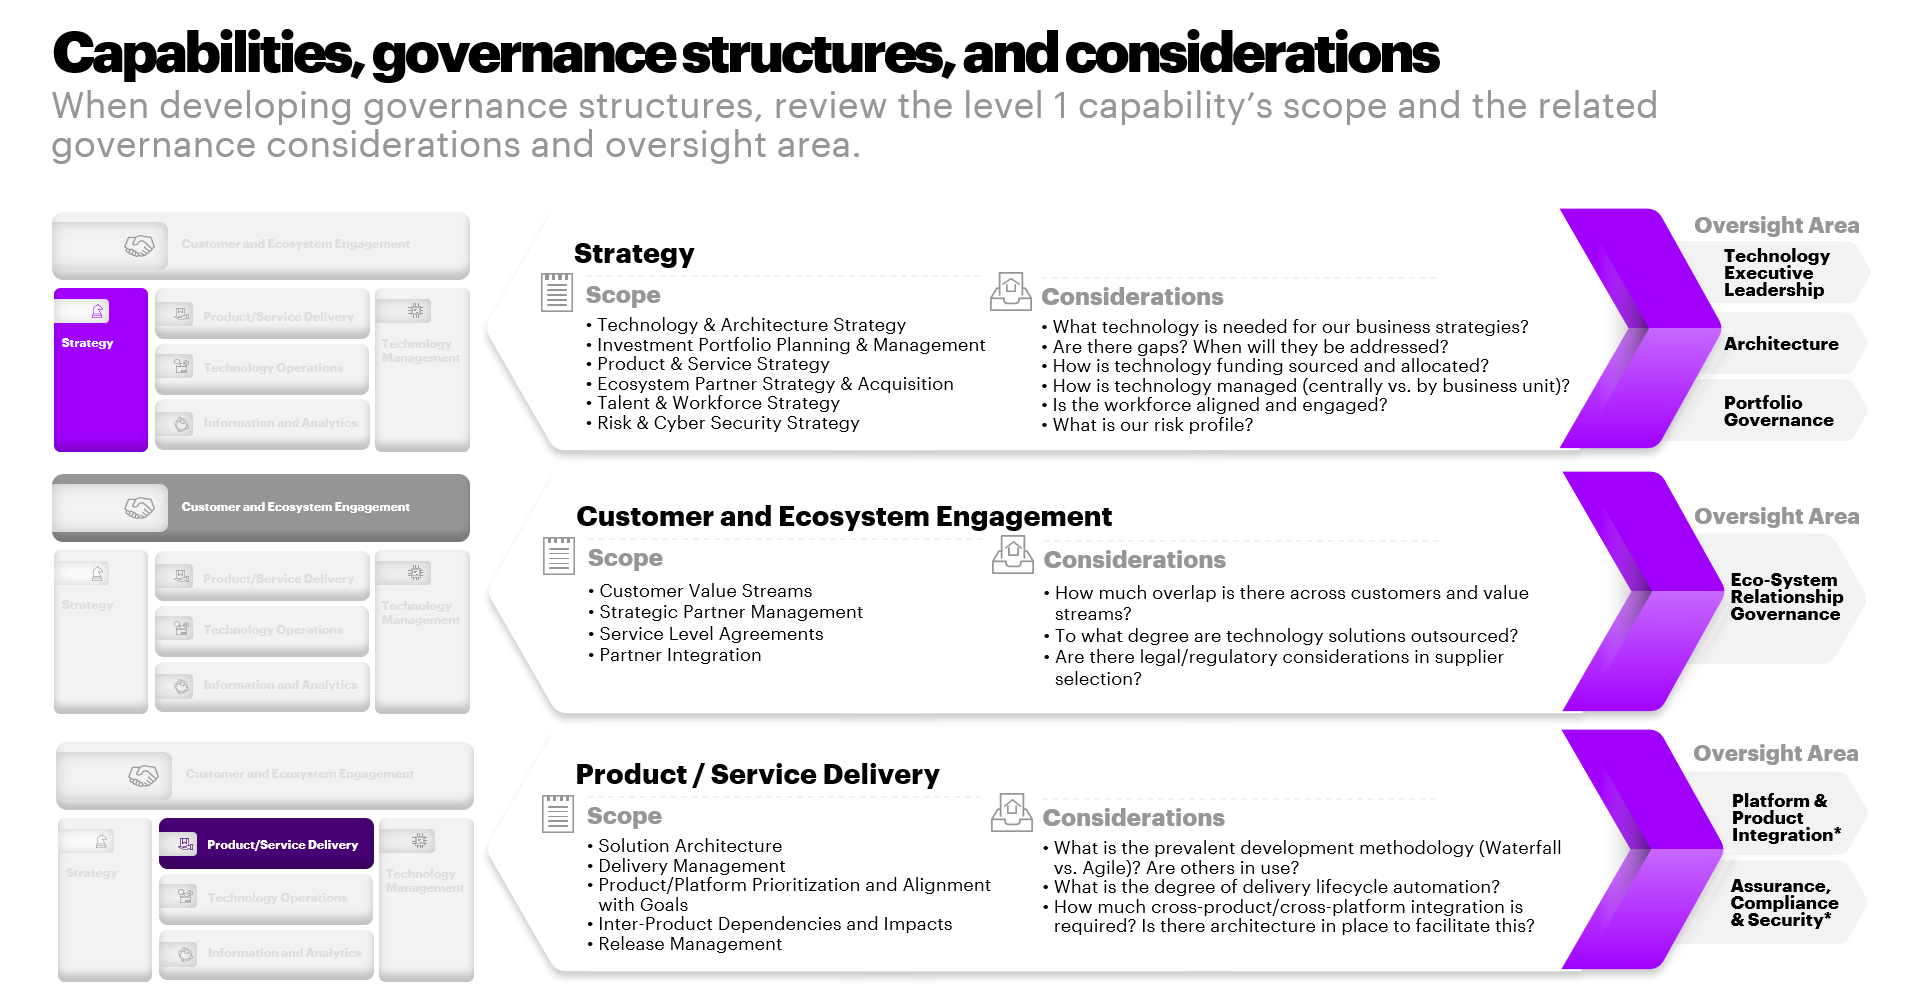 Capabilities, governance structures, and considerations
When developing governance structures, review the level 1 capability’s scope and the related
governance considerations and oversight area.
Customer and Ecosystem Engagement
Strategy
Product/Service Delivery
Technology Operations
Information and Analytics
Technology
Management
Strategy
Scope
• Technology & Architecture Strategy
• Investment Portfolio Planning & Management
• Product & Service Strategy
• Ecosystem Partner Strategy & Acquisition
• Talent & Workforce Strategy
• Risk & Cyber Security Strategy
Considerations
• What technology is needed for our business strategies?
• Are there gaps? When will they be addressed?
• How is technology funding sourced and allocated?
• How is technology managed (centrally vs. by business unit)?
• Is the workforce aligned and engaged?
• What is our risk profile?
Oversight Area
Technology
Executive
Leadership
Architecture
Portfolio
Governance
Customer and Ecosystem Engagement
Strategy
Product/Service Delivery
Technology Operations
Information and Analytics
Technology
Management
Customer and Ecosystem Engagement
Scope
• Customer Value Streams
• Strategic Partner Management
• Service Level Agreements
• Partner Integration
Considerations
• How much overlap is there across customers and value
streams?
• To what degree are technology solutions outsourced?
• Are there legal/regulatory considerations in supplier
selection?
Oversight Area
Eco-System
Relationship
Governance
Customer and Ecosystem Engagement
Strategy
Product/Service Delivery
Technology Operations
Information and Analytics
Technology
Management
Product / Service Delivery
Scope
• Solution Architecture
• Delivery Management
• Product/Platform Prioritization and Alignment
with Goals
• Inter-Product Dependencies and Impacts
• Release Management
Considerations
• What is the prevalent development methodology (Waterfall
vs. Agile)? Are others in use?
• What is the degree of delivery lifecycle automation?
• How much cross-product/cross-platform integration is
required? Is there architecture in place to facilitate this?
Oversight Area
Platform &
Product
Integration*
Assurance,
Compliance
& Security*